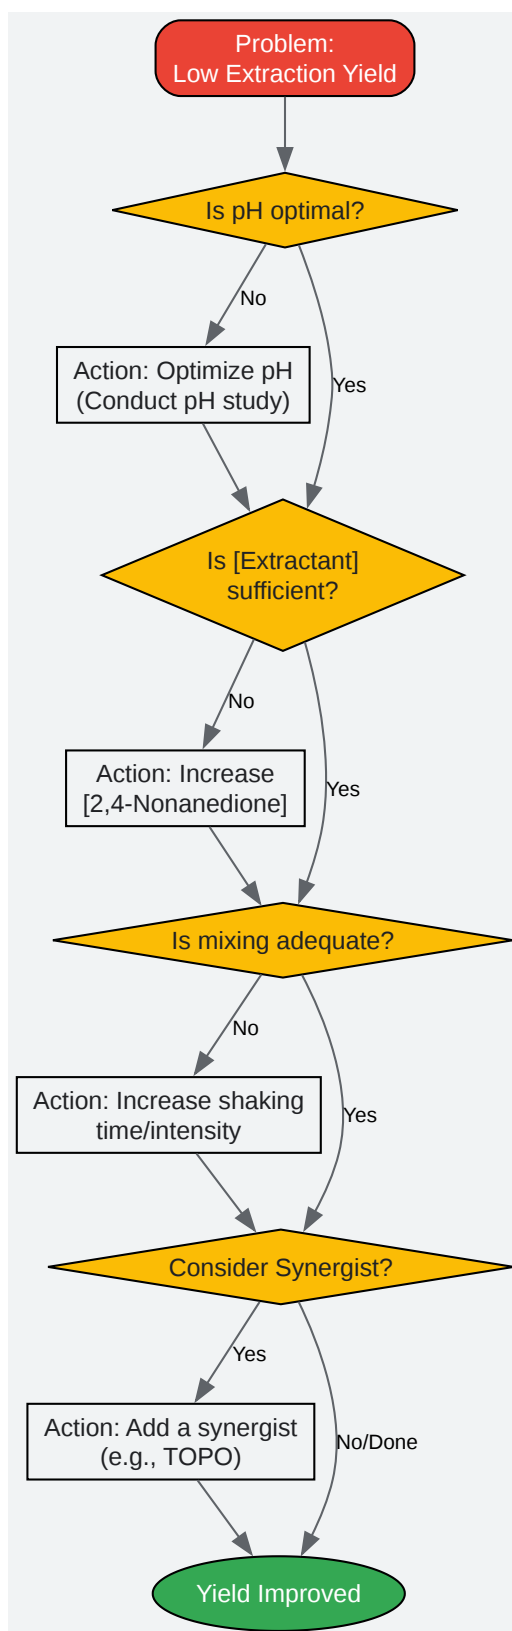 Problem:
Low Extraction Yield
Is pH optimal?
No
Action: Optimize pH
(Conduct pH study)
Yes
Is [Extractant]
sufficient?
No
Action: Increase
[2,4-Nonanedione]
Yes
Is mixing adequate?
No
Action: Increase shaking
time/intensity
Yes
Consider Synergist?
Yes
Action: Add a synergist
(e.g., TOPO)
No/Done
Yield Improved